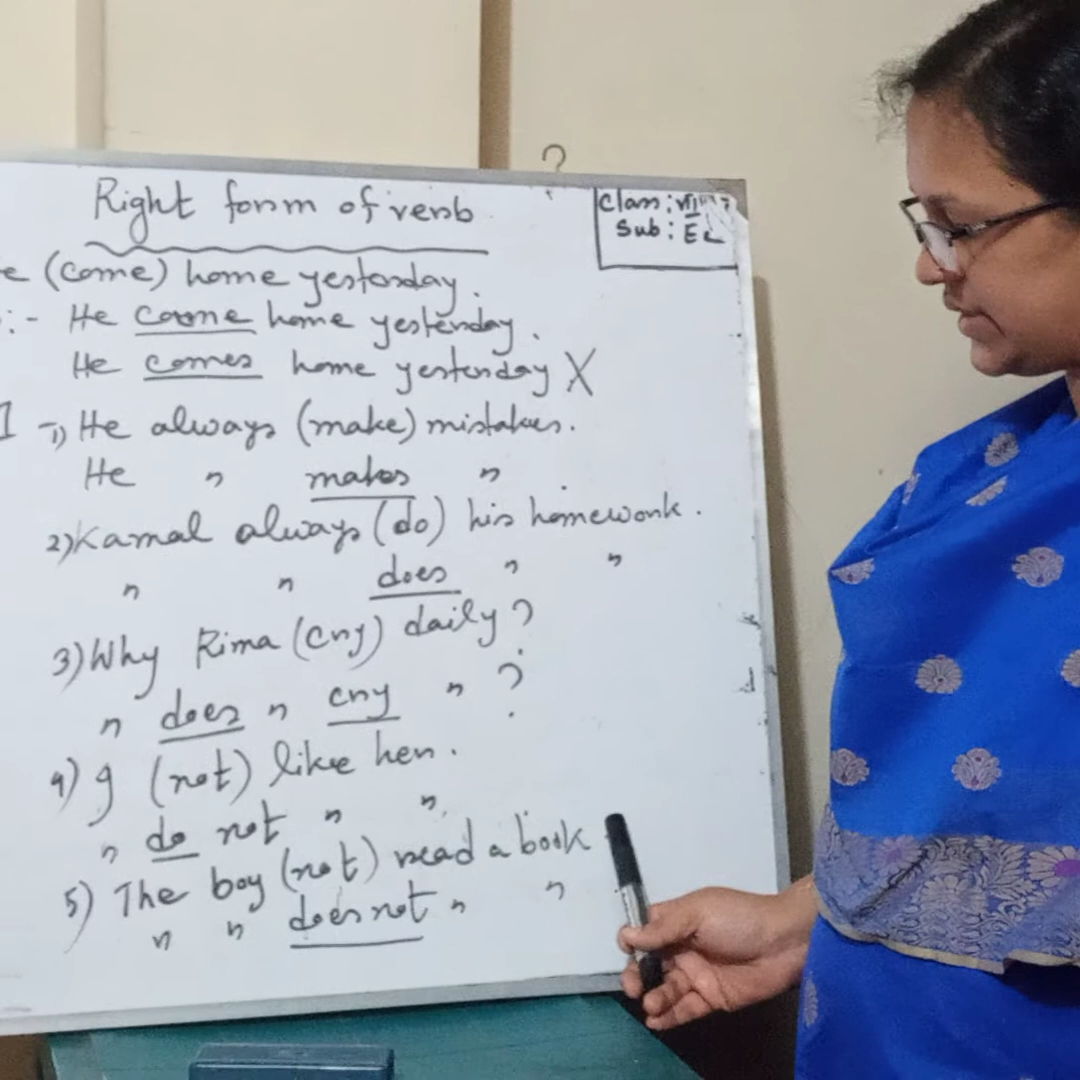 Right form of verb
Class: VIII
Sub: E
(come) home yesterday.
:- He came home yesterday.
He comes home yesterday X
1) He always (make) mistakes.
He " makes "
2) Kamal always (do) his homework.
" " does " "
3) Why Rima (cry) daily?
" does " cry " ?
4) I (not) like her.
" do not " "
5) The boy (not) read a book
" " does not " "